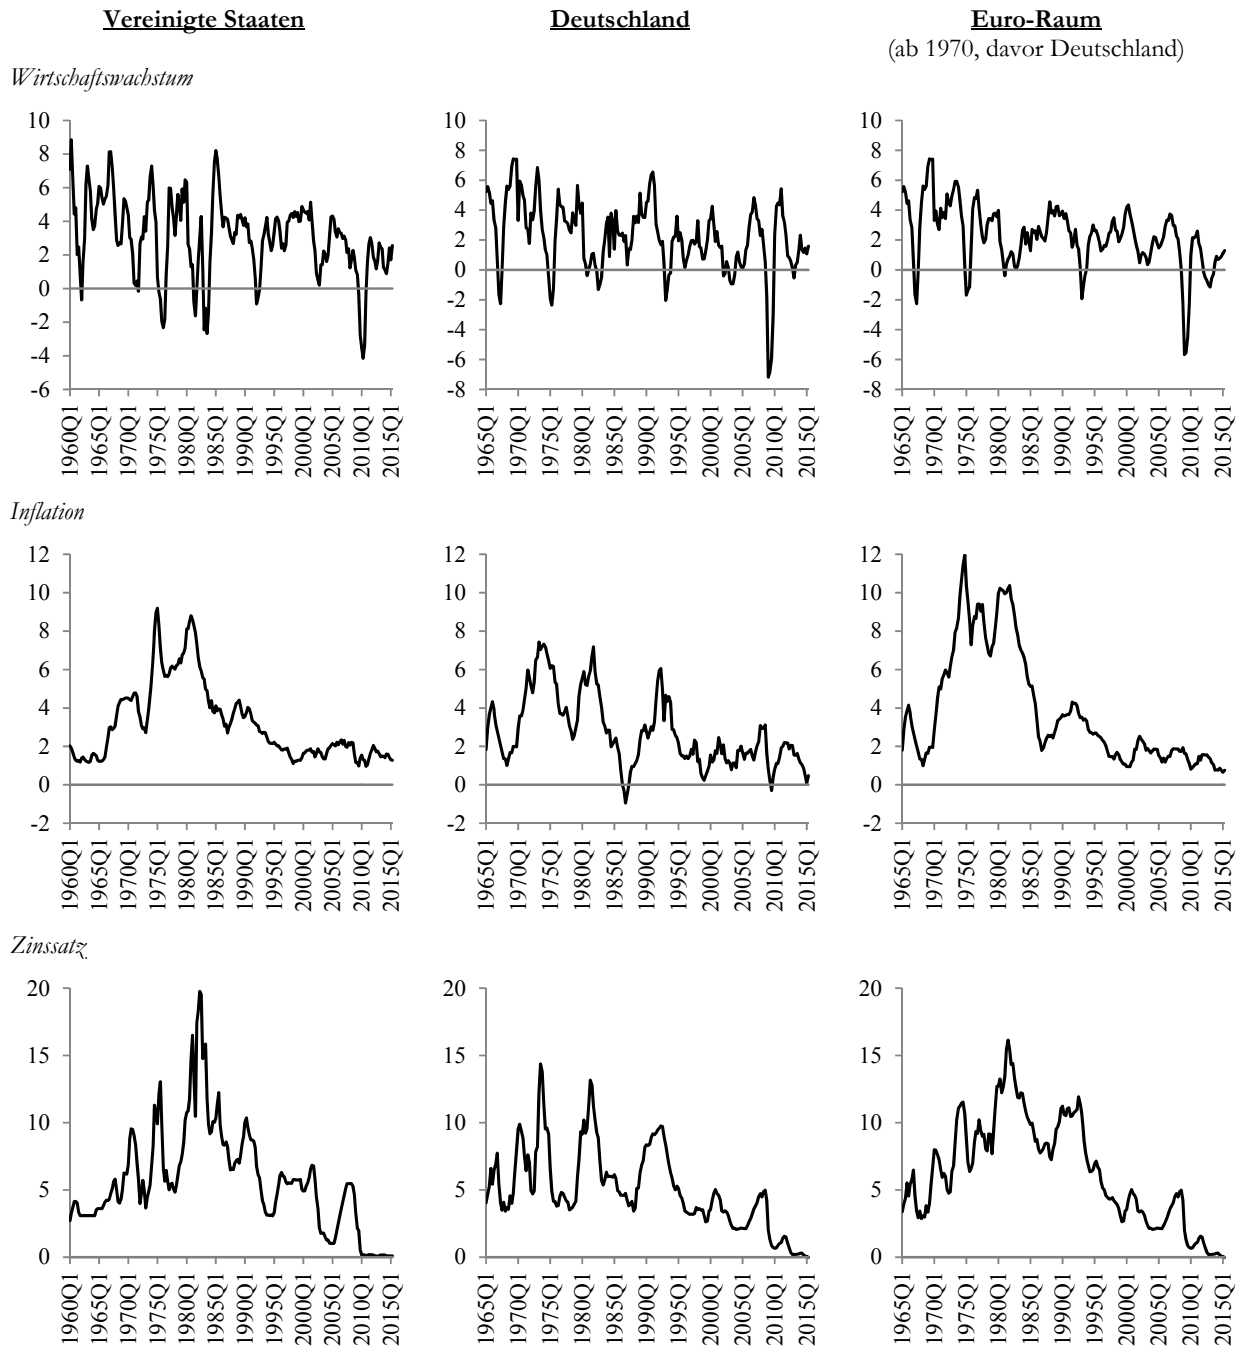 Vereinigte Staaten
Deutschland
Euro-Raum
(ab 1970, davor Deutschland)
Wirtschaftswachstum
10
8
6
4
2
0
-2
-4
-6
1960Q1
1965Q1
1970Q1
1975Q1
1980Q1
1985Q1
1990Q1
1995Q1
2000Q1
2005Q1
2010Q1
2015Q1
10
8
6
4
2
0
-2
-4
-6
-8
1965Q1
1970Q1
1975Q1
1980Q1
1985Q1
1990Q1
1995Q1
2000Q1
2005Q1
2010Q1
2015Q1
10
8
6
4
2
0
-2
-4
-6
-8
1965Q1
1970Q1
1975Q1
1980Q1
1985Q1
1990Q1
1995Q1
2000Q1
2005Q1
2010Q1
2015Q1
Inflation
12
10
8
6
4
2
0
-2
1960Q1
1965Q1
1970Q1
1975Q1
1980Q1
1985Q1
1990Q1
1995Q1
2000Q1
2005Q1
2010Q1
2015Q1
12
10
8
6
4
2
0
-2
1965Q1
1970Q1
1975Q1
1980Q1
1985Q1
1990Q1
1995Q1
2000Q1
2005Q1
2010Q1
2015Q1
12
10
8
6
4
2
0
-2
1965Q1
1970Q1
1975Q1
1980Q1
1985Q1
1990Q1
1995Q1
2000Q1
2005Q1
2010Q1
2015Q1
Zinssatz
20
15
10
5
0
1960Q1
1965Q1
1970Q1
1975Q1
1980Q1
1985Q1
1990Q1
1995Q1
2000Q1
2005Q1
2010Q1
2015Q1
20
15
10
5
0
1965Q1
1970Q1
1975Q1
1980Q1
1985Q1
1990Q1
1995Q1
2000Q1
2005Q1
2010Q1
2015Q1
20
15
10
5
0
1965Q1
1970Q1
1975Q1
1980Q1
1985Q1
1990Q1
1995Q1
2000Q1
2005Q1
2010Q1
2015Q1